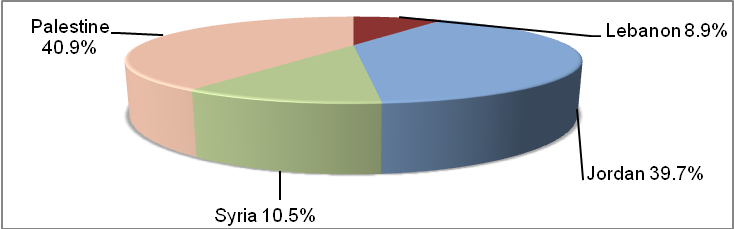 Palestine
40.9%
Lebanon 8.9%
Jordan 39.7%
Syria 10.5%